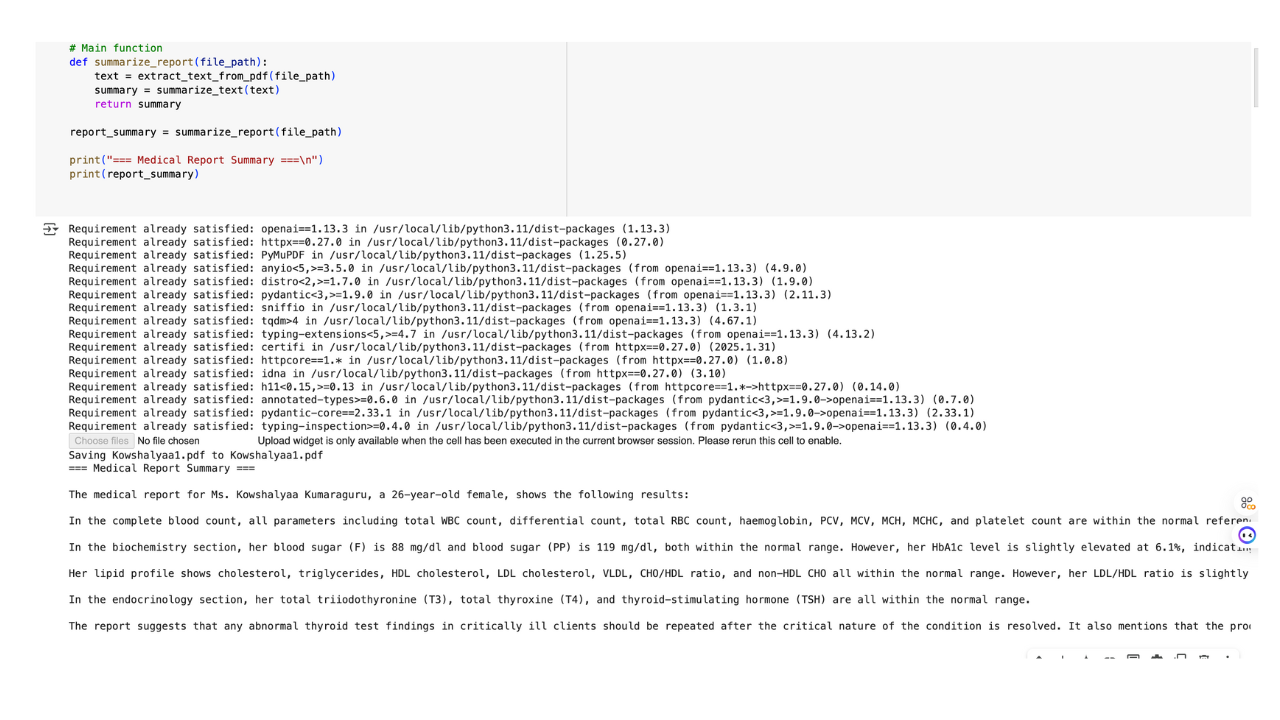 # Main function
def summarize_report(file_path):
    text = extract_text_from_pdf(file_path)
    summary = summarize_text(text)
    return summary
report_summary = summarize_report(file_path)
print("=== Medical Report Summary ===\n")
print(report_summary)
Requirement already satisfied: openai==1.13.3 in /usr/local/lib/python3.11/dist-packages (1.13.3)
Requirement already satisfied: httpx==0.27.0 in /usr/local/lib/python3.11/dist-packages (0.27.0)
Requirement already satisfied: PyMuPDF in /usr/local/lib/python3.11/dist-packages (1.25.5)
Requirement already satisfied: anyio<5,>=3.5.0 in /usr/local/lib/python3.11/dist-packages (from openai==1.13.3) (4.9.0)
Requirement already satisfied: distro<2,>=1.7.0 in /usr/local/lib/python3.11/dist-packages (from openai==1.13.3) (1.9.0)
Requirement already satisfied: pydantic<3,>=1.9.0 in /usr/local/lib/python3.11/dist-packages (from openai==1.13.3) (2.11.3)
Requirement already satisfied: sniffio in /usr/local/lib/python3.11/dist-packages (from openai==1.13.3) (1.3.1)
Requirement already satisfied: tqdm>4 in /usr/local/lib/python3.11/dist-packages (from openai==1.13.3) (4.67.1)
Requirement already satisfied: typing-extensions<5,>=4.7 in /usr/local/lib/python3.11/dist-packages (from openai==1.13.3) (4.13.2)
Requirement already satisfied: certifi in /usr/local/lib/python3.11/dist-packages (from httpx==0.27.0) (2025.1.31)
Requirement already satisfied: httpcore==1.* in /usr/local/lib/python3.11/dist-packages (from httpx==0.27.0) (1.0.8)
Requirement already satisfied: idna in /usr/local/lib/python3.11/dist-packages (from httpx==0.27.0) (3.10)
Requirement already satisfied: h11<0.15,>=0.13 in /usr/local/lib/python3.11/dist-packages (from httpcore==1.*->httpx==0.27.0) (0.14.0)
Requirement already satisfied: annotated-types>=0.6.0 in /usr/local/lib/python3.11/dist-packages (from pydantic<3,>=1.9.0->openai==1.13.3) (0.7.0)
Requirement already satisfied: pydantic-core==2.33.1 in /usr/local/lib/python3.11/dist-packages (from pydantic<3,>=1.9.0->openai==1.13.3) (2.33.1)
Requirement already satisfied: typing-inspection>=0.4.0 in /usr/local/lib/python3.11/dist-packages (from pydantic<3,>=1.9.0->openai==1.13.3) (0.4.0)
Choose files No file chosen Upload widget is only available when the cell has been executed in the current browser session. Please rerun this cell to enable.
Saving Kowshalyaa1.pdf to Kowshalyaa1.pdf
=== Medical Report Summary ===
The medical report for Ms. Kowshalyaa Kumaraguru, a 26-year-old female, shows the following results:
In the complete blood count, all parameters including total WBC count, differential count, total RBC count, haemoglobin, PCV, MCV, MCH, MCHC, and platelet count are within the normal
In the biochemistry section, her blood sugar (F) is 88 mg/dl and blood sugar (PP) is 119 mg/dl, both within the normal range. However, her HbA1c level is slightly elevated at 6.1%,
Her lipid profile shows cholesterol, triglycerides, HDL cholesterol, LDL cholesterol, VLDL, CHO/HDL ratio, and non-HDL CHO all within the normal range. However, her LDL/HDL ratio is slightly
In the endocrinology section, her total triiodothyronine (T3), total thyroxine (T4), and thyroid-stimulating hormone (TSH) are all within the normal range.
The report suggests that any abnormal thyroid test findings in critically ill clients should be repeated after the critical nature of the condition is resolved. It also mentions that the